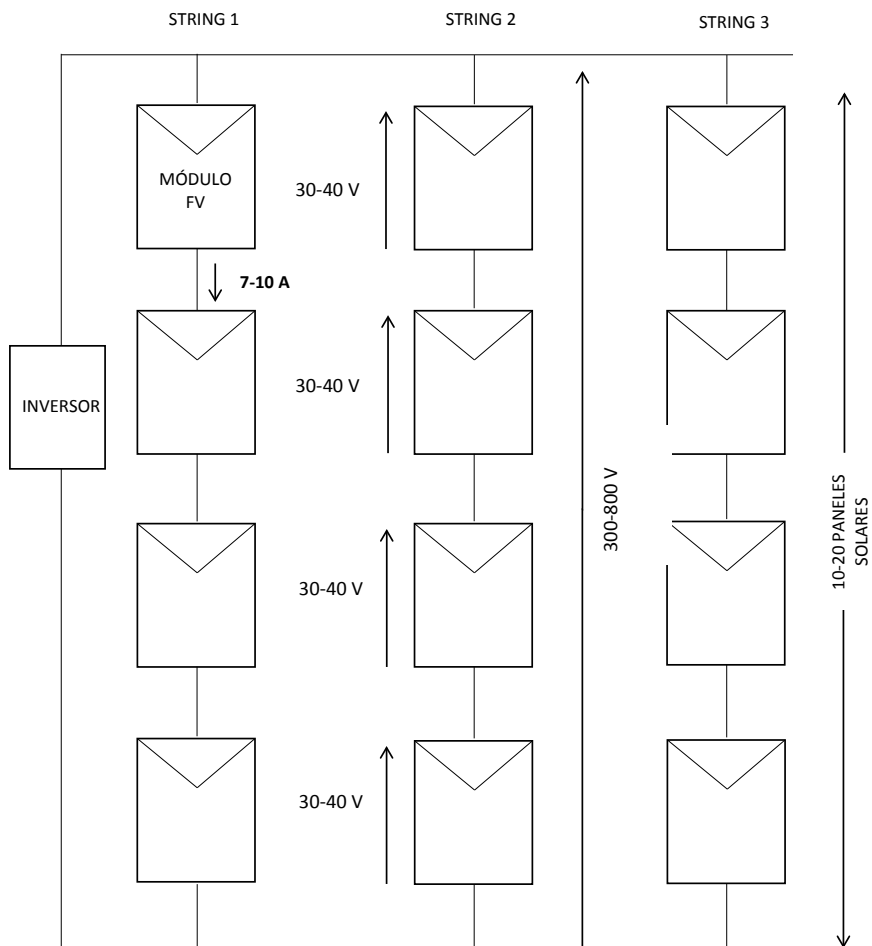 STRING 1
STRING 2
STRING 3
MÓDULO
FV
30-40 V
7-10 A
30-40 V
INVERSOR
300-800 V
10-20 PANELES
SOLARES
30-40 V
30-40 V